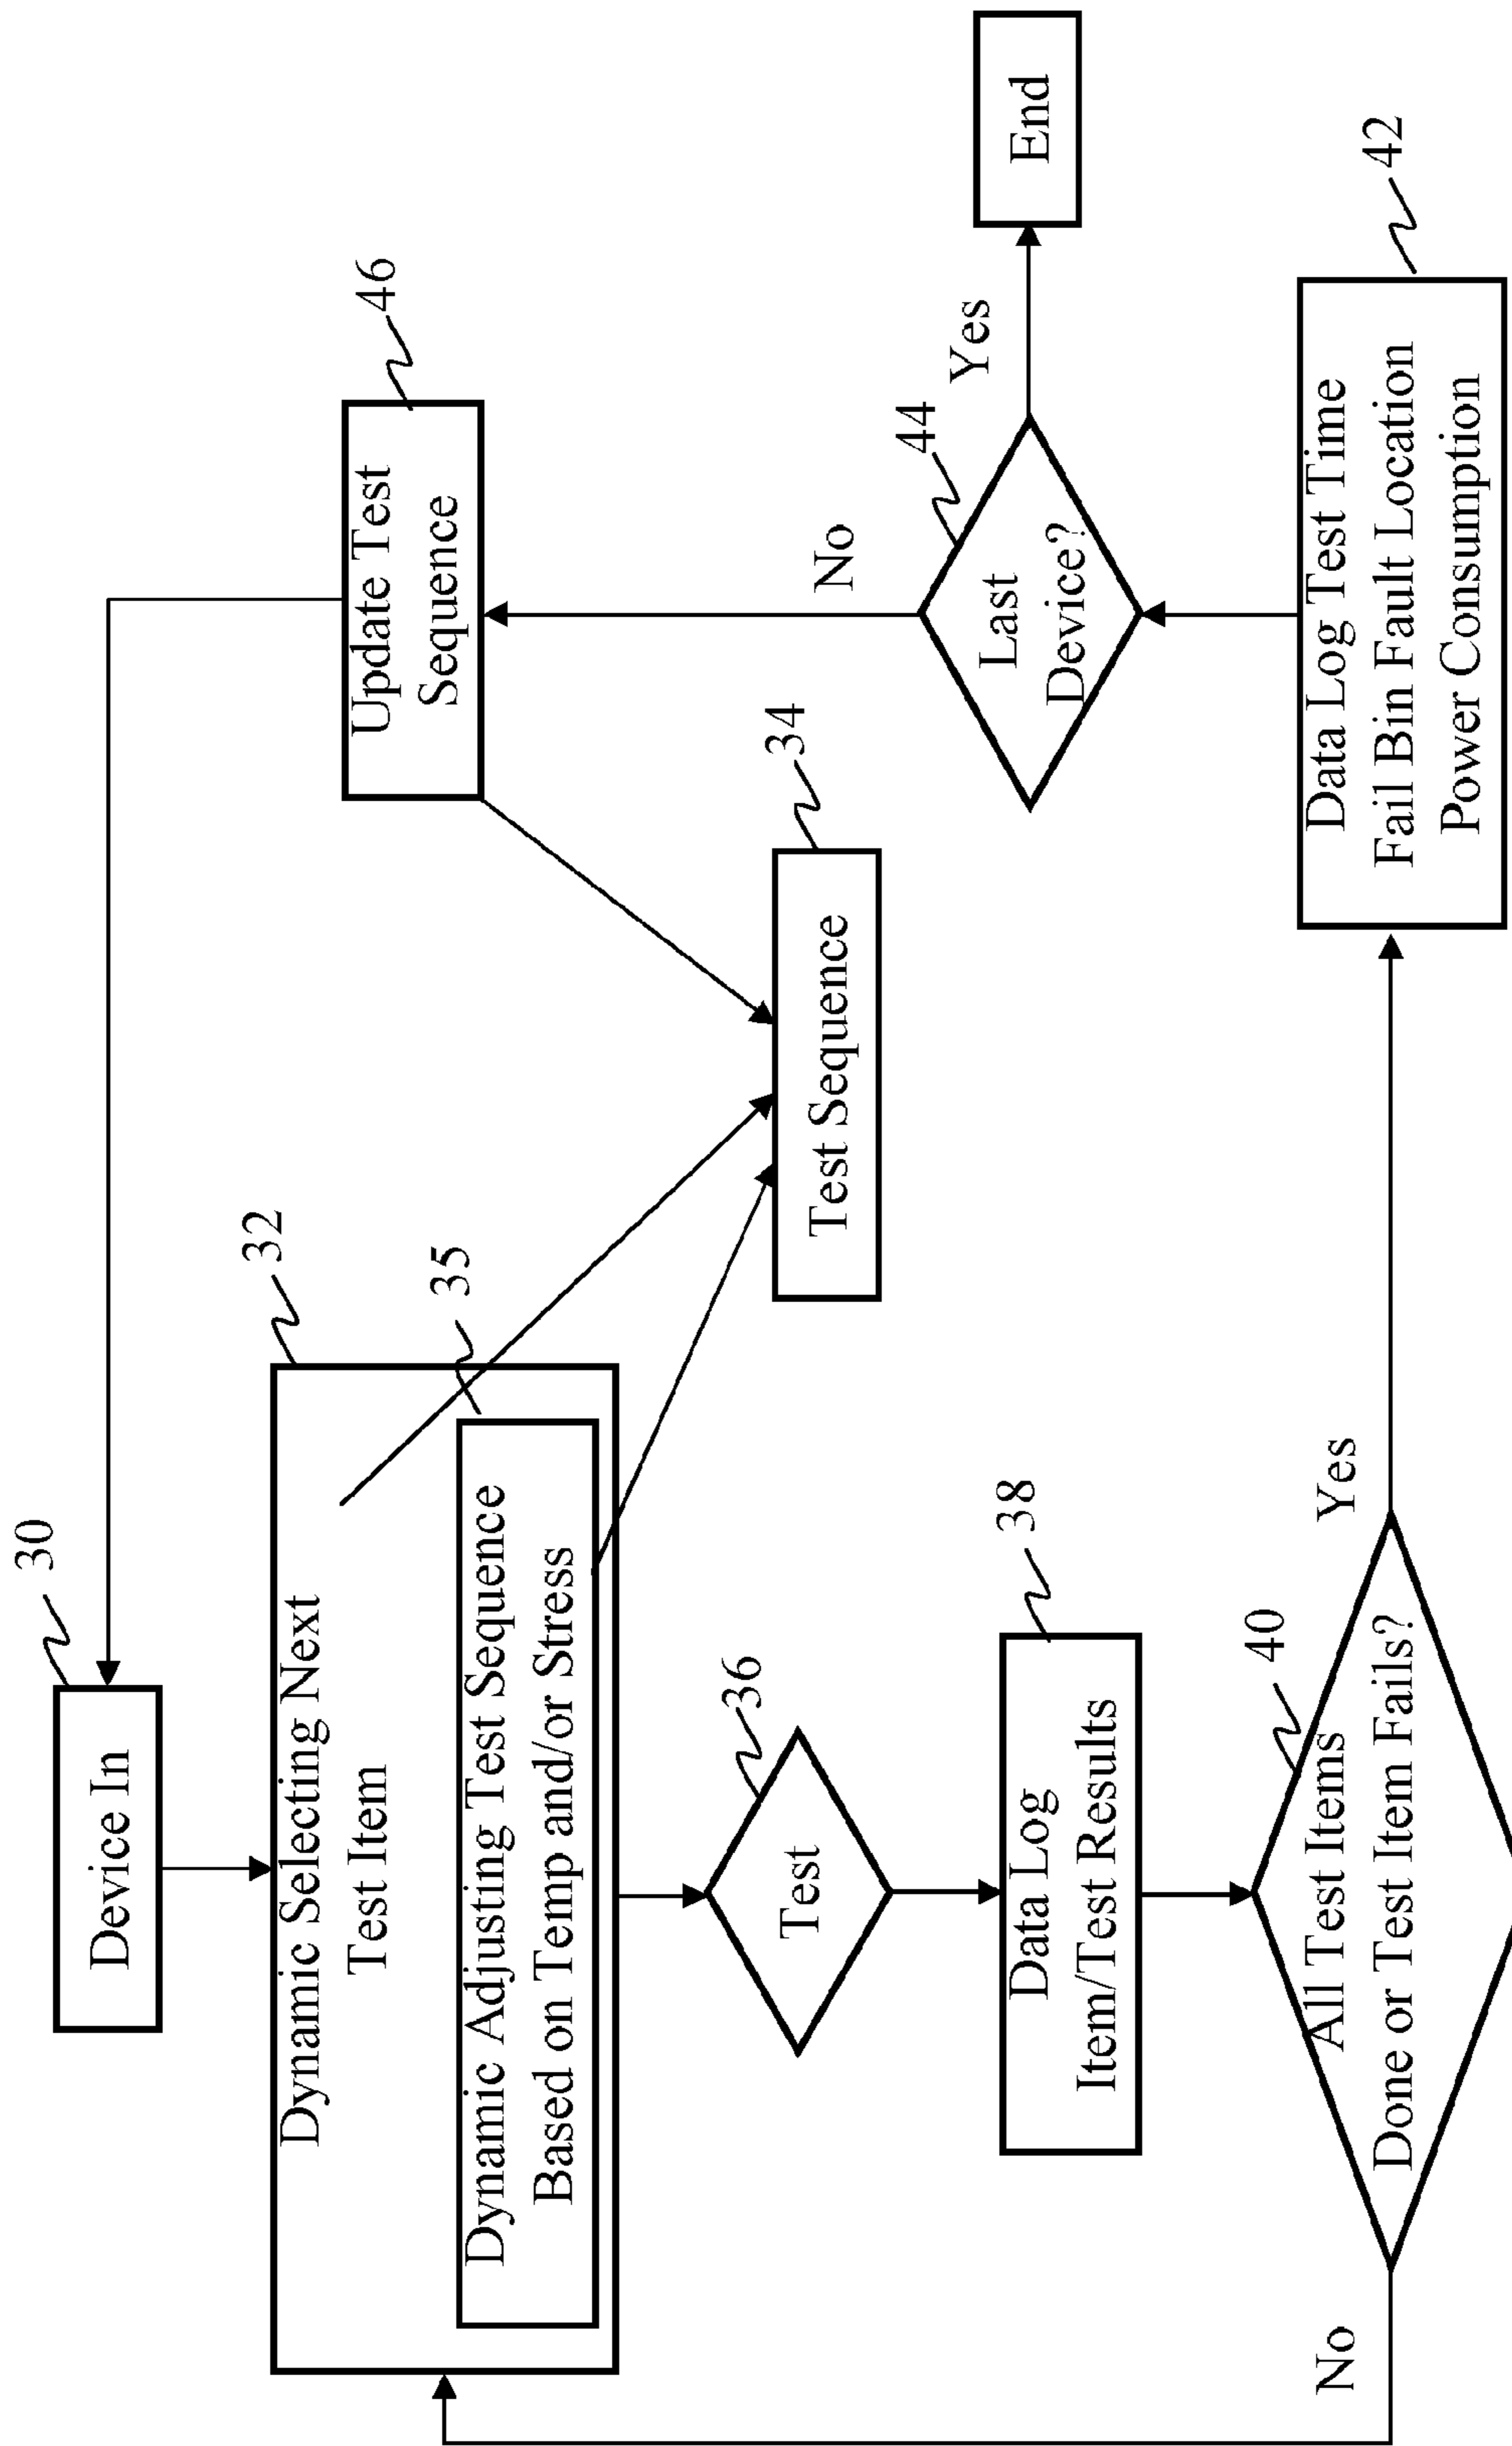 30
Device In
32
Dynamic Selecting Next
Test Item
35
Dynamic Adjusting Test Sequence
Based on Temp and/or Stress
36
Test
38
Data Log
Item/Test Results
40
All Test Items
Done or Test Item Fails?
No
Yes
46
Update Test
Sequence
34
Test Sequence
No
44
Last
Device?
Yes
End
42
Data Log Test Time
Fail Bin Fault Location
Power Consumption